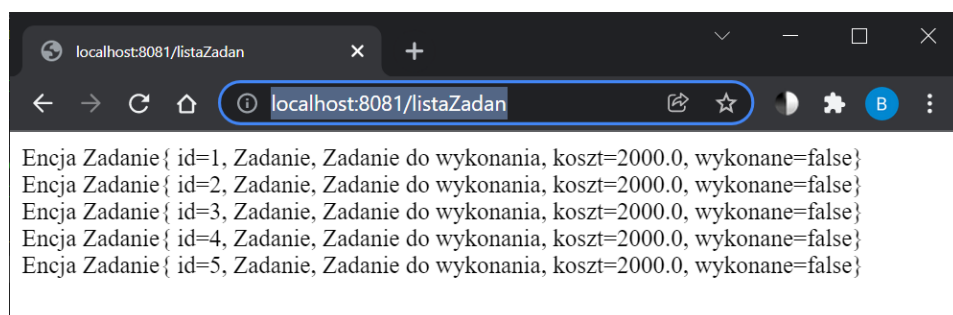 localhost:8081/listaZadan
localhost:8081/listaZadan
B
Encja Zadanie{ id=1, Zadanie, Zadanie do wykonania, koszt=2000.0, wykonane=false}
Encja Zadanie{ id=2, Zadanie, Zadanie do wykonania, koszt=2000.0, wykonane=false}
Encja Zadanie{ id=3, Zadanie, Zadanie do wykonania, koszt=2000.0, wykonane=false}
Encja Zadanie{ id=4, Zadanie, Zadanie do wykonania, koszt=2000.0, wykonane=false}
Encja Zadanie{ id=5, Zadanie, Zadanie do wykonania, koszt=2000.0, wykonane=false}